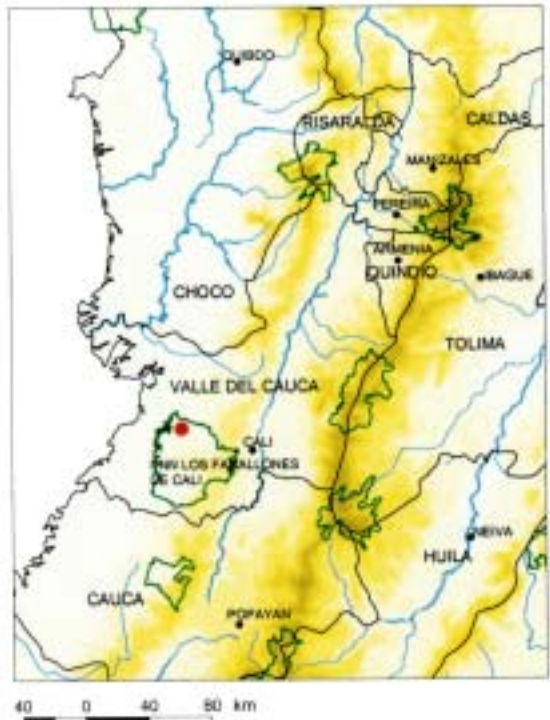 QUIBDO
RISARALDA
CALDAS
MANIZALES
PEREIRA
ARMENIA
QUINDIO
IBAGUE
CHOCO
TOLIMA
VALLE DEL CAUCA
CALI
PNN LOS FARALLONES
DE CALI
NEIVA
HUILA
CAUCA
POPAYAN
40 0 40 80 km